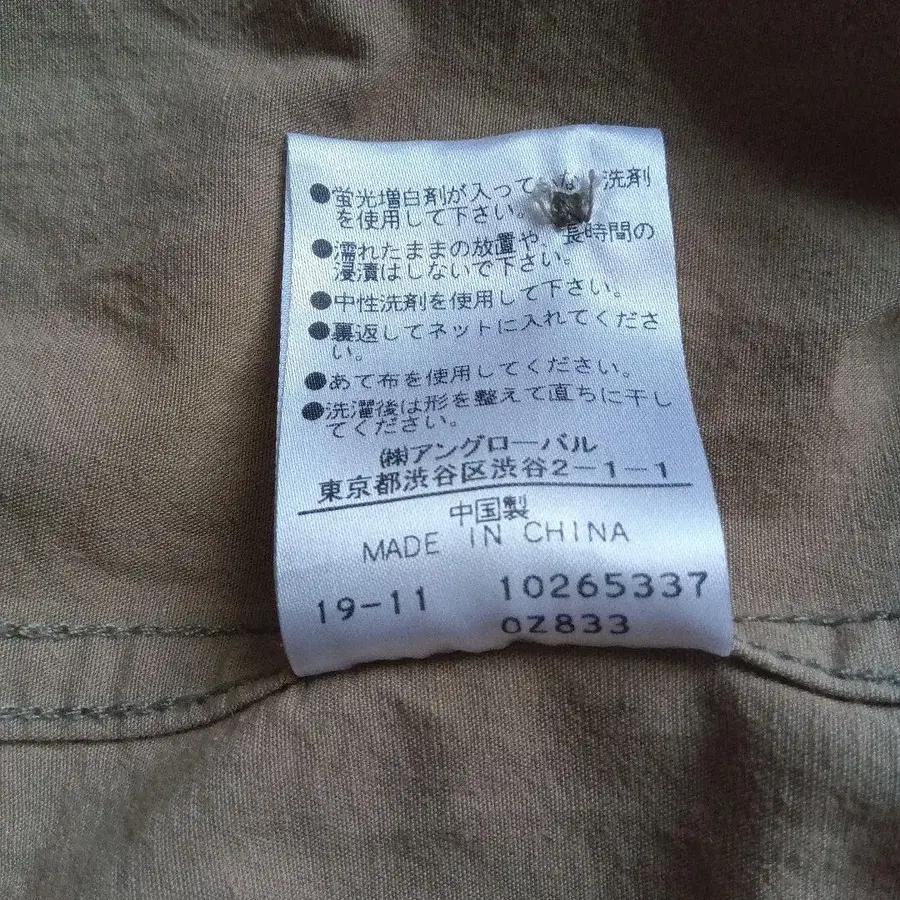 ●蛍光増白剤が入って な 洗剤
を使用して下さい。
●濡れたままの放置や、長時間の
浸漬はしないで下さい。
●中性洗剤を使用して下さい。
●裏返してネットに入れてくださ
い。
●あて布を使用してください。
●洗濯後は形を整えて直ちに干し
てください。
㈱アングローバル
東京都渋谷区渋谷2-1-1
中国製
MADE IN CHINA
19-11 10265337
OZ833